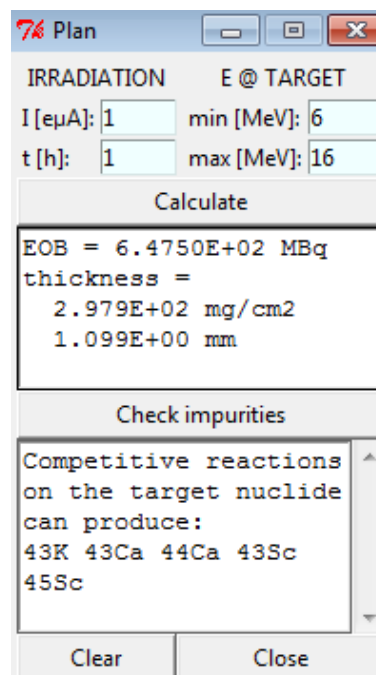 Plan
IRRADIATION E @ TARGET
I [eµA]: 1 min [MeV]: 6
t [h]: 1 max [MeV]: 16
Calculate
EOB = 6.4750E+02 MBq
thickness =
2.979E+02 mg/cm2
1.099E+00 mm
Check impurities
Competitive reactions
on the target nuclide
can produce:
43K 43Ca 44Ca 43Sc
45Sc
Clear Close